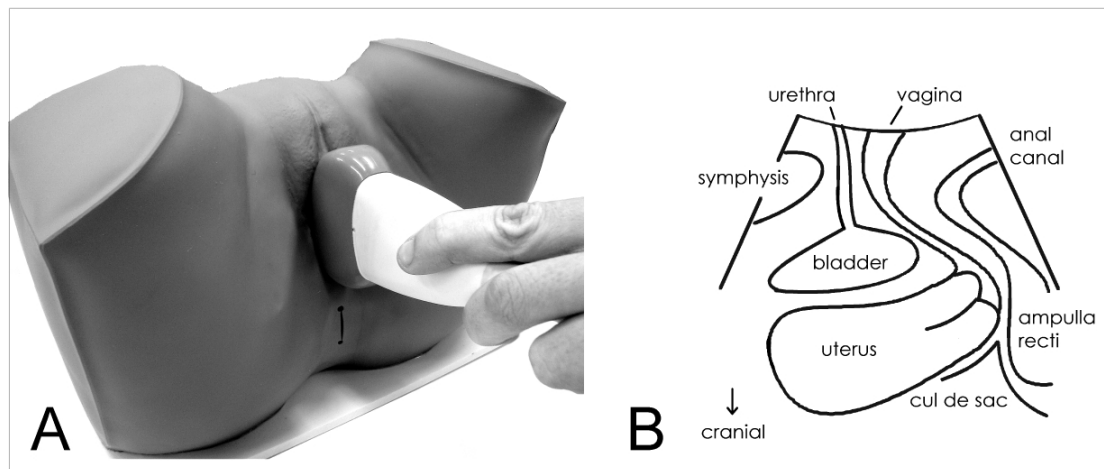 urethra
vagina
anal
canal
symphysis
bladder
ampulla
recti
uterus
cul de sac
cranial
A
B